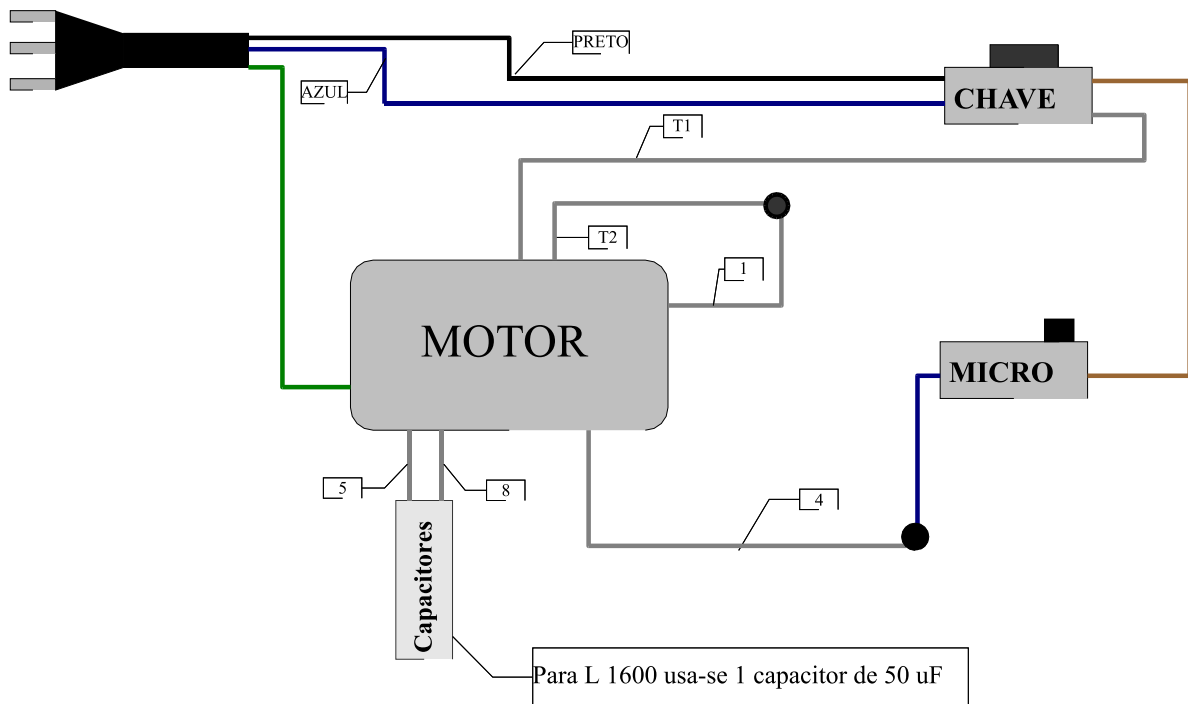 PRETO
AZUL
CHAVE
T1
T2
1
MOTOR
MICRO
5
8
4
Capacitores
Para L 1600 usa-se 1 capacitor de 50 uF